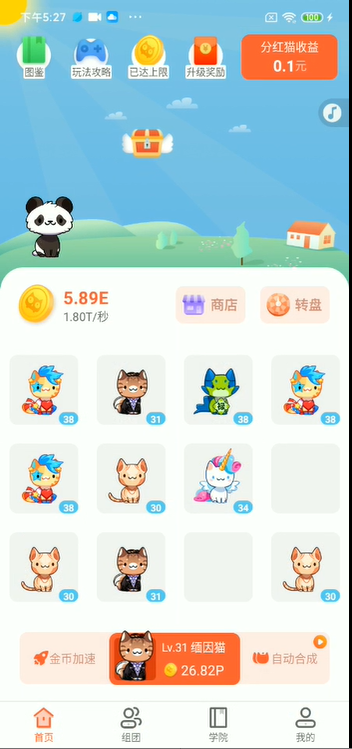 下午5:27
100
图鉴
玩法攻略
已达上限
升级奖励
分红猫收益
0.1元
5.89E
1.80T/秒
商店
转盘
38
31
38
38
38
30
34
30
31
30
金币加速
Lv.31 缅因猫
26.82P
自动合成
首页
组团
学院
我的